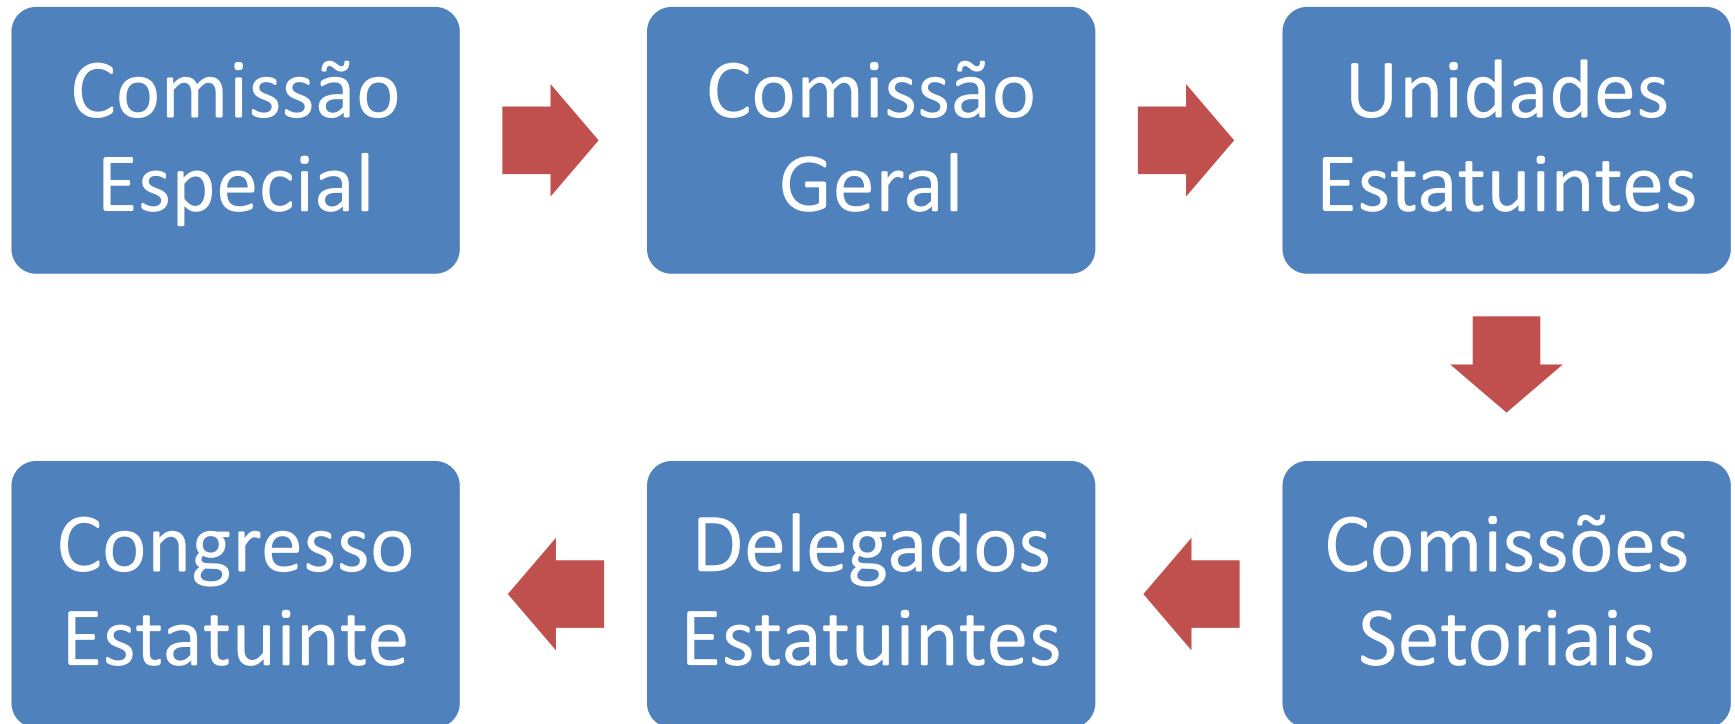 Comissão
Especial
Comissão
Geral
Unidades
Estatuintes
Comissões
Setoriais
Delegados
Estatuintes
Congresso
Estatuinte